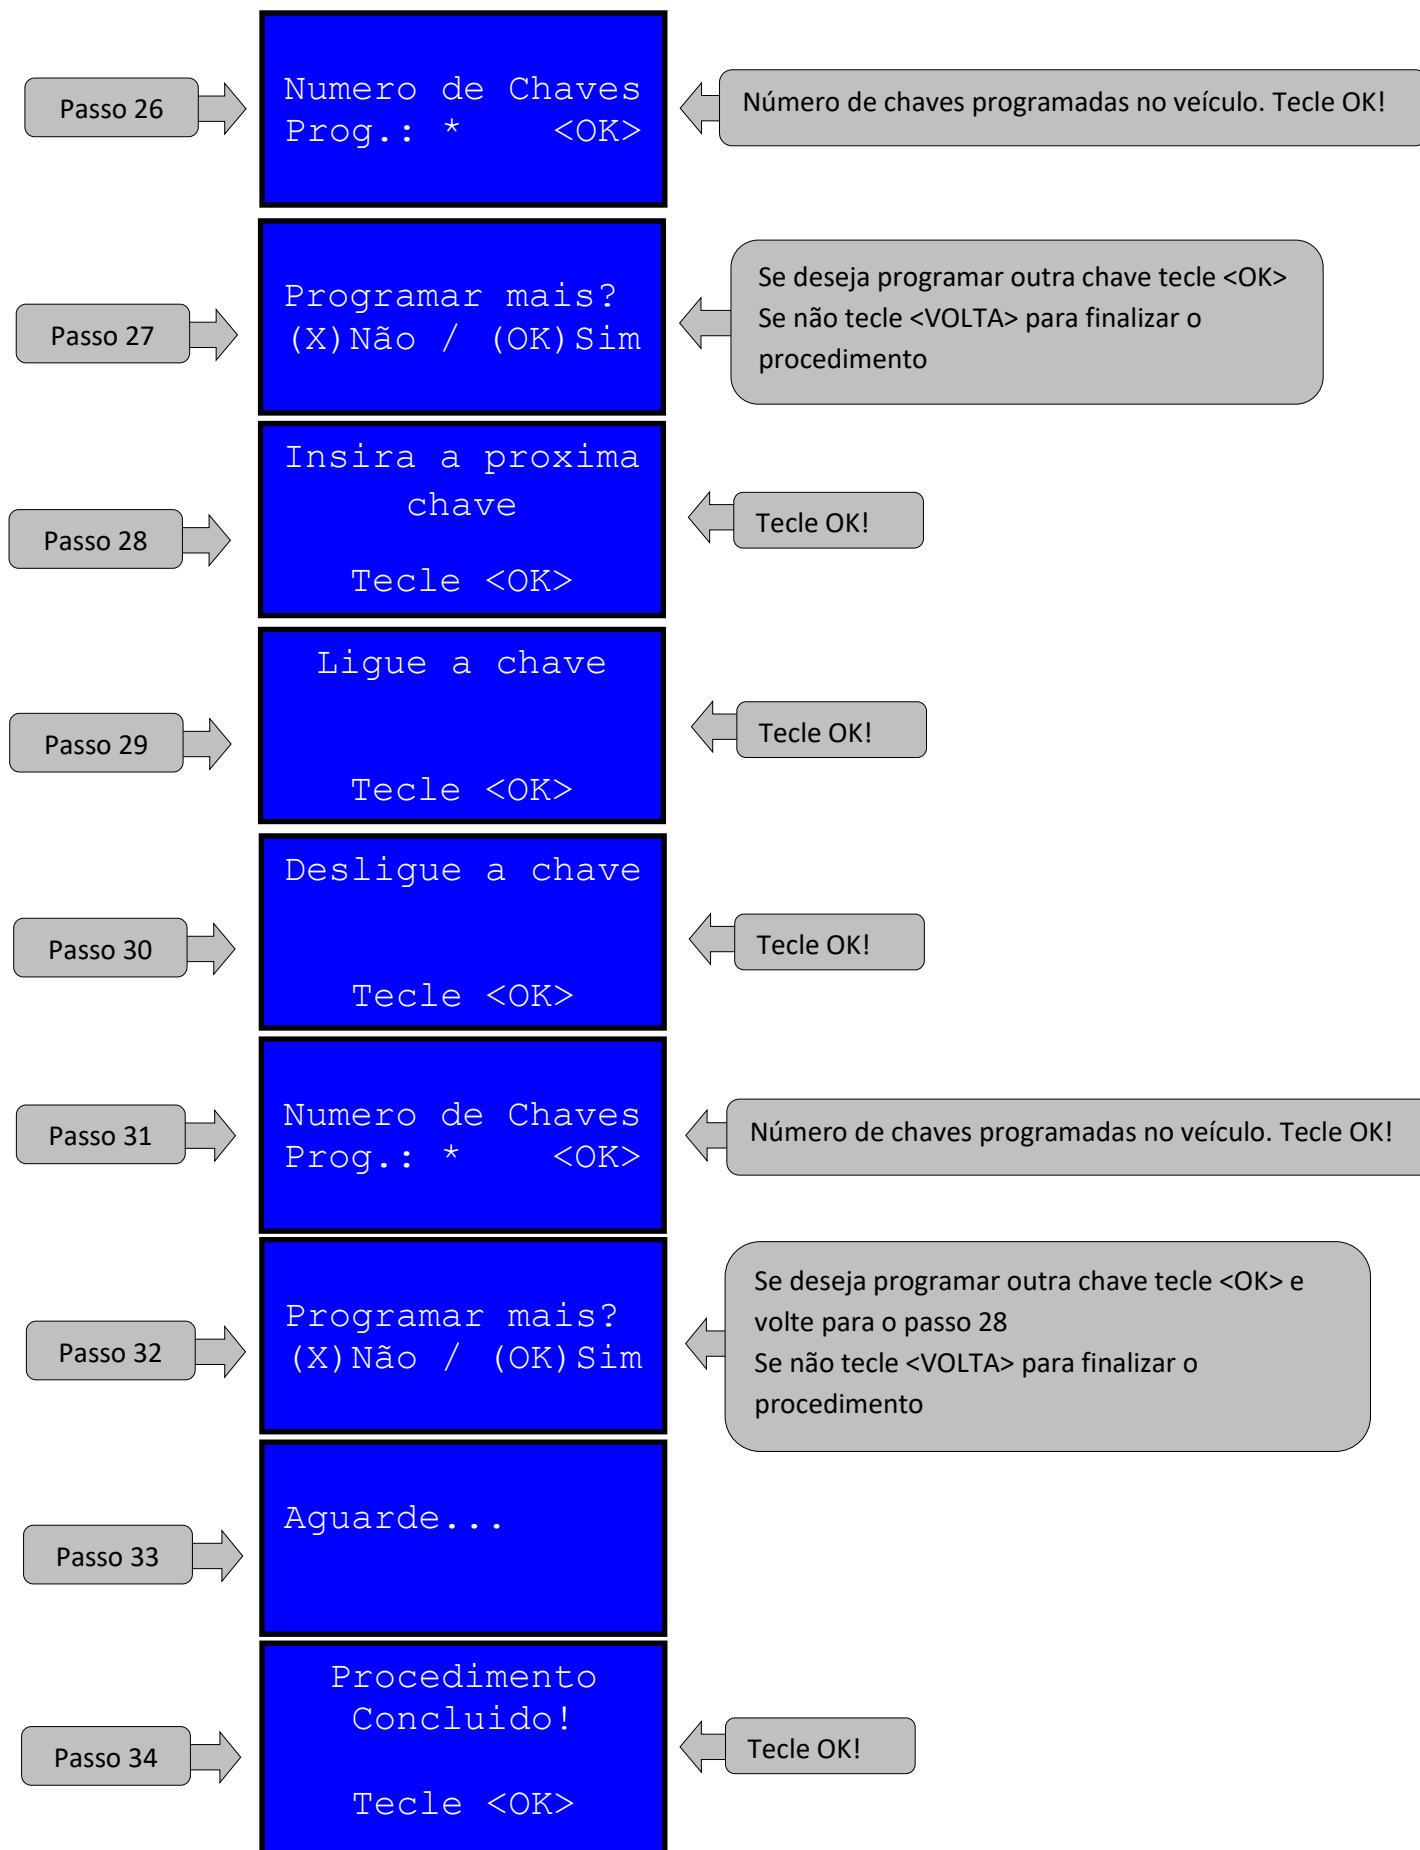 Passo 26
Numero de Chaves
Prog.: * <OK>
Número de chaves programadas no veículo. Tecle OK!
Passo 27
Programar mais?
(X)Não / (OK)Sim
Se deseja programar outra chave tecle <OK>
Se não tecle <VOLTA> para finalizar o
procedimento
Passo 28
Insira a proxima
chave
Tecle <OK>
Tecle OK!
Passo 29
Ligue a chave
Tecle <OK>
Tecle OK!
Passo 30
Desligue a chave
Tecle <OK>
Tecle OK!
Passo 31
Numero de Chaves
Prog.: * <OK>
Número de chaves programadas no veículo. Tecle OK!
Passo 32
Programar mais?
(X)Não / (OK)Sim
Se deseja programar outra chave tecle <OK> e
volte para o passo 28
Se não tecle <VOLTA> para finalizar o
procedimento
Passo 33
Aguarde...
Passo 34
Procedimento
Concluido!
Tecle <OK>
Tecle OK!